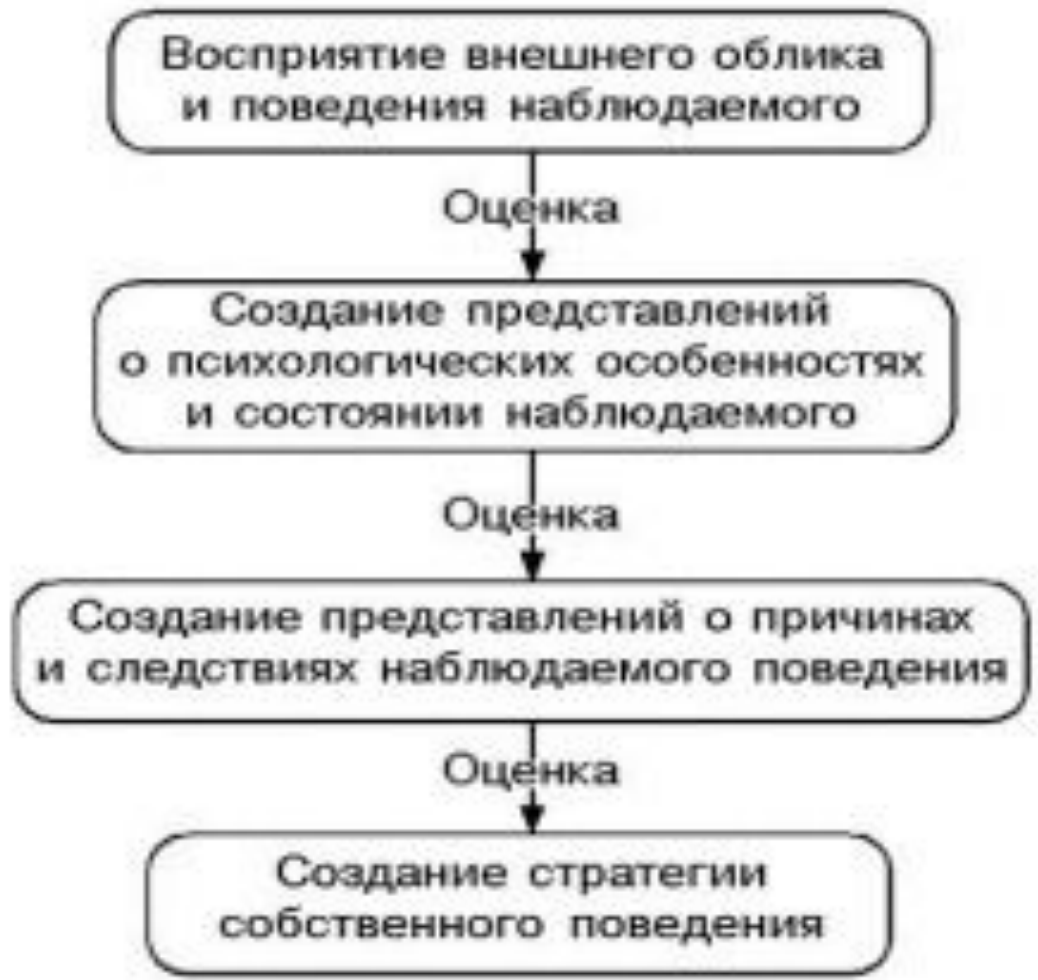 Восприятие внешнего облика
и поведения наблюдаемого
Оценка
Создание представлений
о психологических особенностях
и состоянии наблюдаемого
Оценка
Создание представлений о причинах
и следствиях наблюдаемого поведения
Оценка
Создание стратегии
собственного поведения